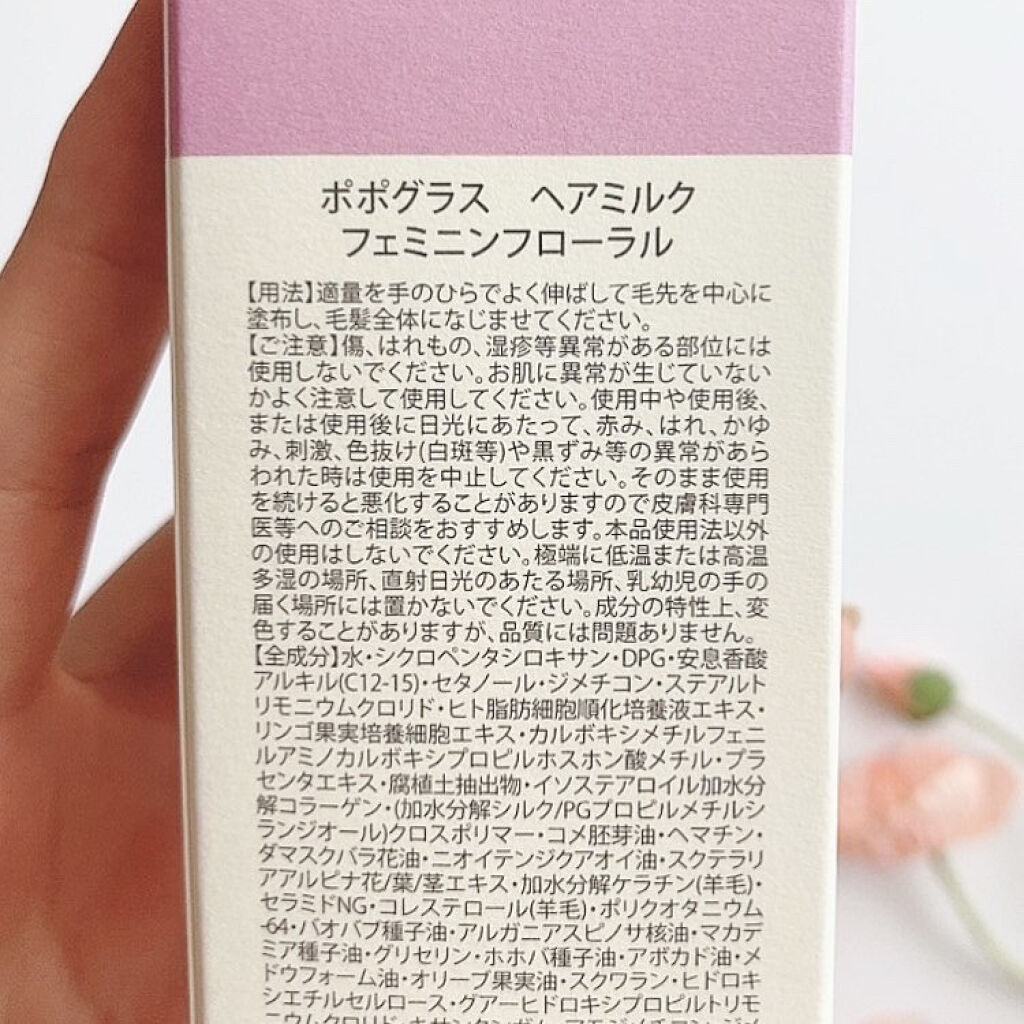 ポポグラス　ヘアミルク
フェミニンフローラル
【用法】適量を手のひらでよく伸ばして毛先を中心に
塗布し、毛髪全体になじませてください。
【ご注意】傷、はれもの、湿疹等異常がある部位には
使用しないでください。お肌に異常が生じていない
かよく注意して使用してください。使用中や使用後、
または使用後に日光にあたって、赤み、はれ、かゆ
み、刺激、色抜け(白斑等)や黒ずみ等の異常があら
われた時は使用を中止してください。そのまま使用
を続けると悪化することがありますので皮膚科専門
医等へのご相談をおすすめします。本品使用法以外
の使用はしないでください。極端に低温または高温
多湿の場所、直射日光のあたる場所、乳幼児の手の
届く場所には置かないでください。成分の特性上、変
色することがありますが、品質には問題ありません。
【全成分】水・シクロペンタシロキサン・DPG・安息香酸
アルキル(C12-15)・セタノール・ジメチコン・ステアルト
リモニウムクロリド・ヒト脂肪細胞順化培養液エキス・
リンゴ果実培養細胞エキス・カルボキシメチルフェニ
ルアミノカルボキシプロピルホスホン酸メチル・プラ
センタエキス・腐植土抽出物・イソステアロイル加水分
解コラーゲン・(加水分解シルク/PGプロピルメチルシ
ランジオール)クロスポリマー・コメ胚芽油・ヘマチン・
ダマスクバラ花油・ニオイテンジクアオイ油・スクテラリ
アアルピナ花/葉/茎エキス・加水分解ケラチン(羊毛)・
セラミドNG・コレステロール(羊毛)・ポリクオタニウム
-64・バオバブ種子油・アルガニアスピノサ核油・マカデ
ミア種子油・グリセリン・ホホバ種子油・アボカド油・メ
ドウフォーム油・オリーブ果実油・スクワラン・ヒドロキ
シエチルセルロース・グアーヒドロキシプロピルトリモ
ニウムクロリド・キサンタンガム・アモジメチコン・ジメ